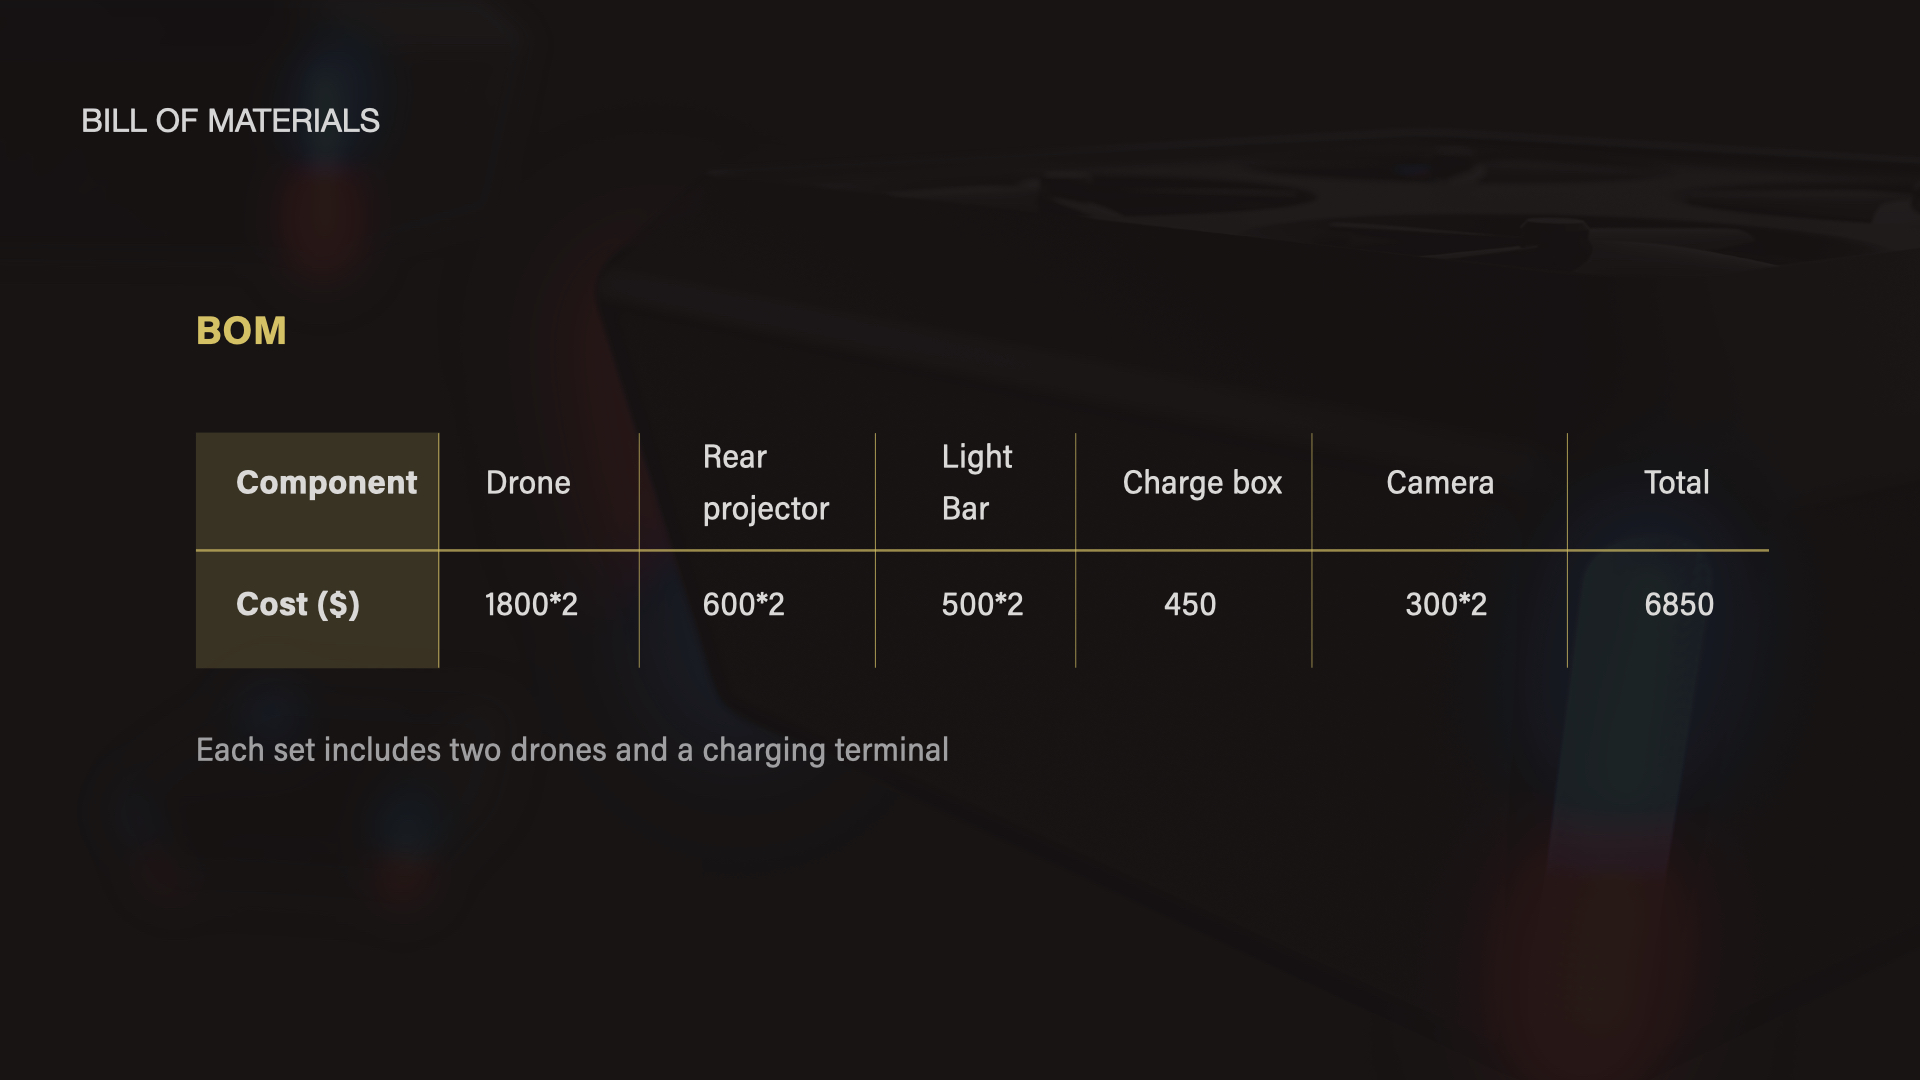 BILL OF MATERIALS
BOM
Component Drone Rear projector Light Bar Charge box Camera Total
Cost ($) 1800*2 600*2 500*2 450 300*2 6850
Each set includes two drones and a charging terminal